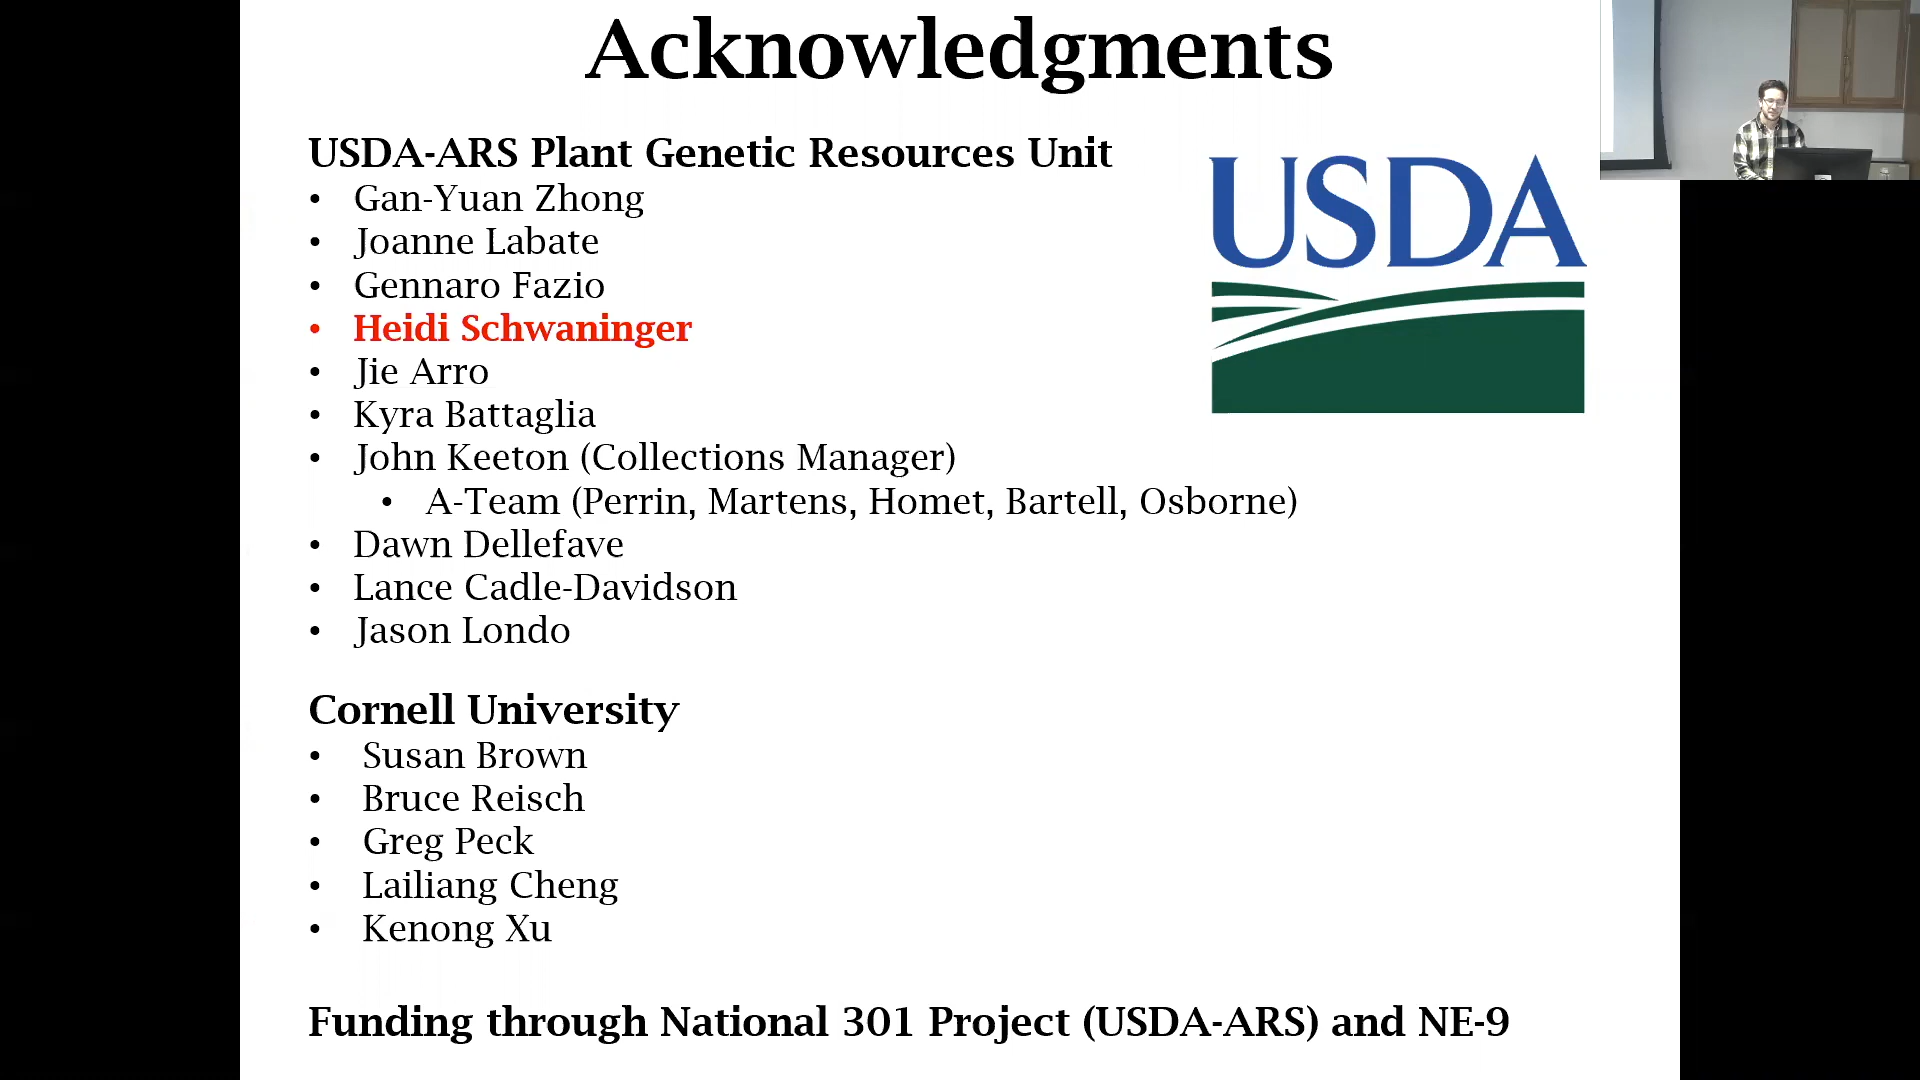 Acknowledgments
USDA-ARS Plant Genetic Resources Unit
• Gan-Yuan Zhong
• Joanne Labate
• Gennaro Fazio
• Heidi Schwaninger
• Jie Arro
• Kyra Battaglia
• John Keeton (Collections Manager)
• A-Team (Perrin, Martens, Homet, Bartell, Osborne)
• Dawn Dellefave
• Lance Cadle-Davidson
• Jason Londo
USDA
Cornell University
• Susan Brown
• Bruce Reisch
• Greg Peck
• Lailiang Cheng
• Kenong Xu
Funding through National 301 Project (USDA-ARS) and NE-9